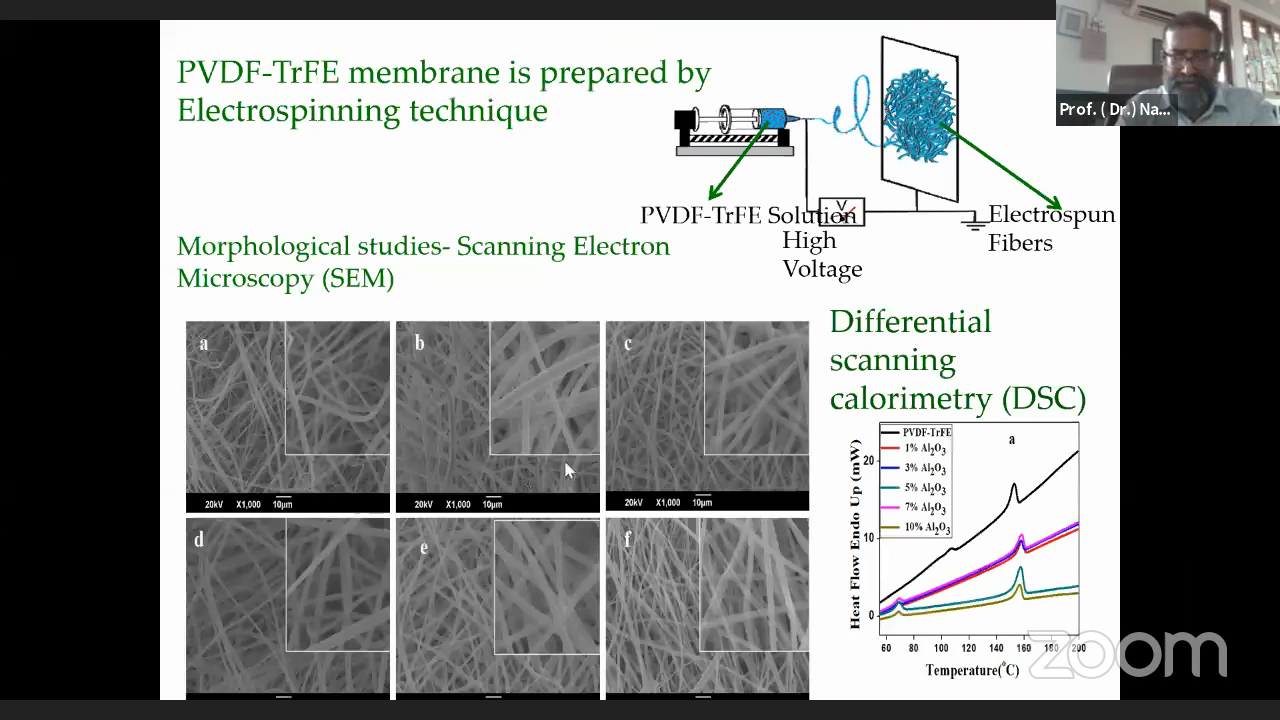 PVDF-TrFE membrane is prepared by
Electrospinning technique
Prof. ( Dr.) Na...
V
PVDF-TrFE Solution
High
Voltage
Electrospun
Fibers
Morphological studies- Scanning Electron
Microscopy (SEM)
a
20kV X1,000 10µm
b
20kV X1,000 10µm
c
20kV X1,000 10µm
d
e
f
Differential
scanning
calorimetry (DSC)
a
PVDF-TrFE
1% Al2O3
3% Al2O3
5% Al2O3
7% Al2O3
10% Al2O3
Heat Flow Endo Up (mW)
20
10
0
60 80 100 120 140 160 180 200
Temperature(°C)
zoom